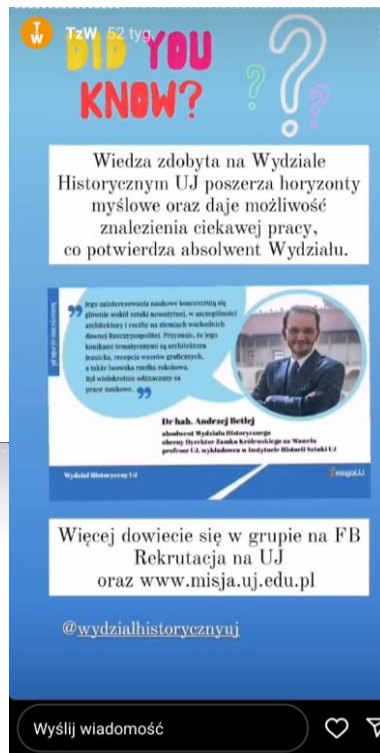 TzW 52 tyg.
DID YOU
KNOW?
Wiedza zdobyta na Wydziale
Historycznym UJ poszerza horyzonty
myślowe oraz daje możliwość
znalezienia ciekawej pracy,
co potwierdza absolwent Wydziału.
Jego zainteresowania naukowe koncentrują się
głównie wokół sztuki nowożytnej, w szczególności
architektury i rzeźby na ziemiach wschodnich
dawnej Rzeczypospolitej. Przyznaje, że jego
konikami tematycznymi są architektura
jezuicka, recepcja wzorów graficznych,
a także lwowska rzeźba rokokowa.
Był wielokrotnie odznaczany za
prace naukowe.
Dr hab. Andrzej Betlej
absolwent Wydziału Historycznego
obecny Dyrektor Zamku Królewskiego na Wawelu
profesor UJ, wykładowca w Instytucie Historii Sztuki UJ
Wydział Historyczny UJ
misjaUJ
Więcej dowiecie się w grupie na FB
Rekrutacja na UJ
oraz www.misja.uj.edu.pl
@wydzialhistorycznyuj
Wyślij wiadomość